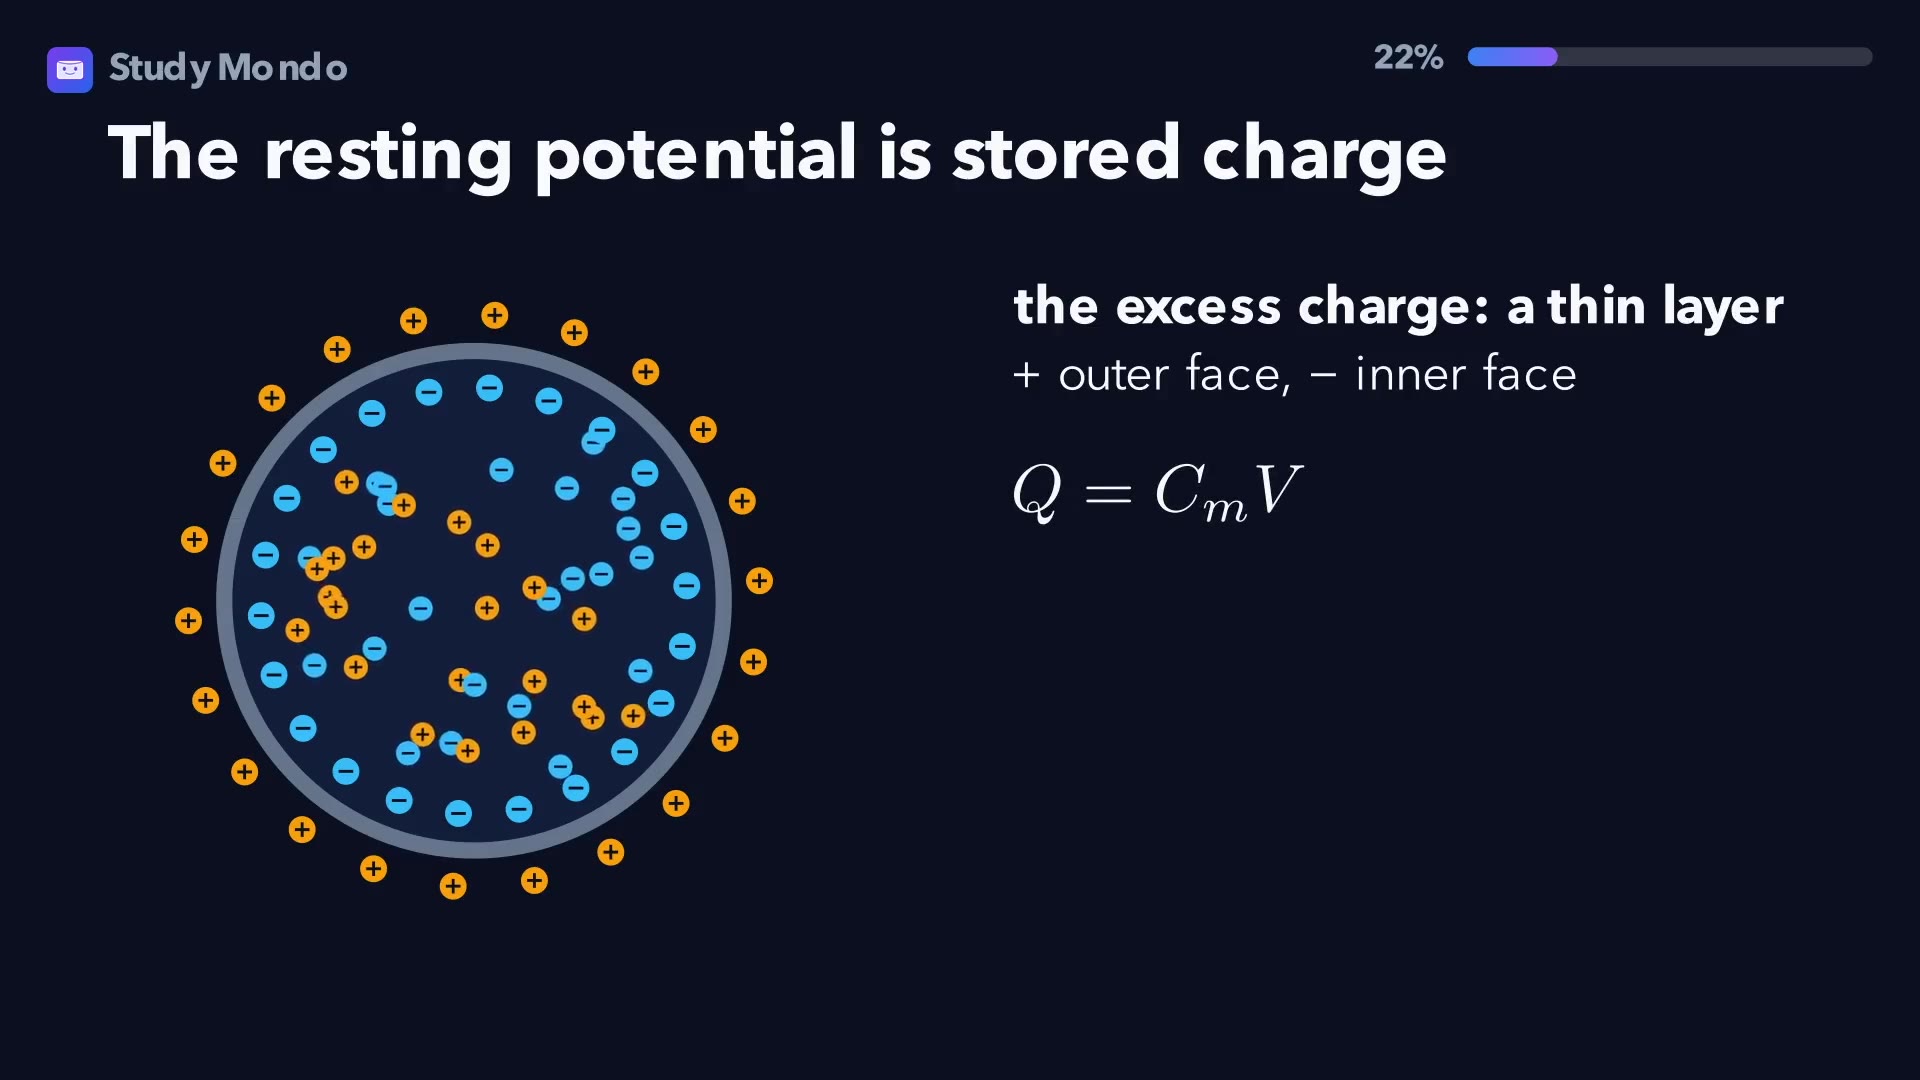 Study Mondo
22%
The resting potential is stored charge
the excess charge: a thin layer
+ outer face, − inner face
Q = C_m V